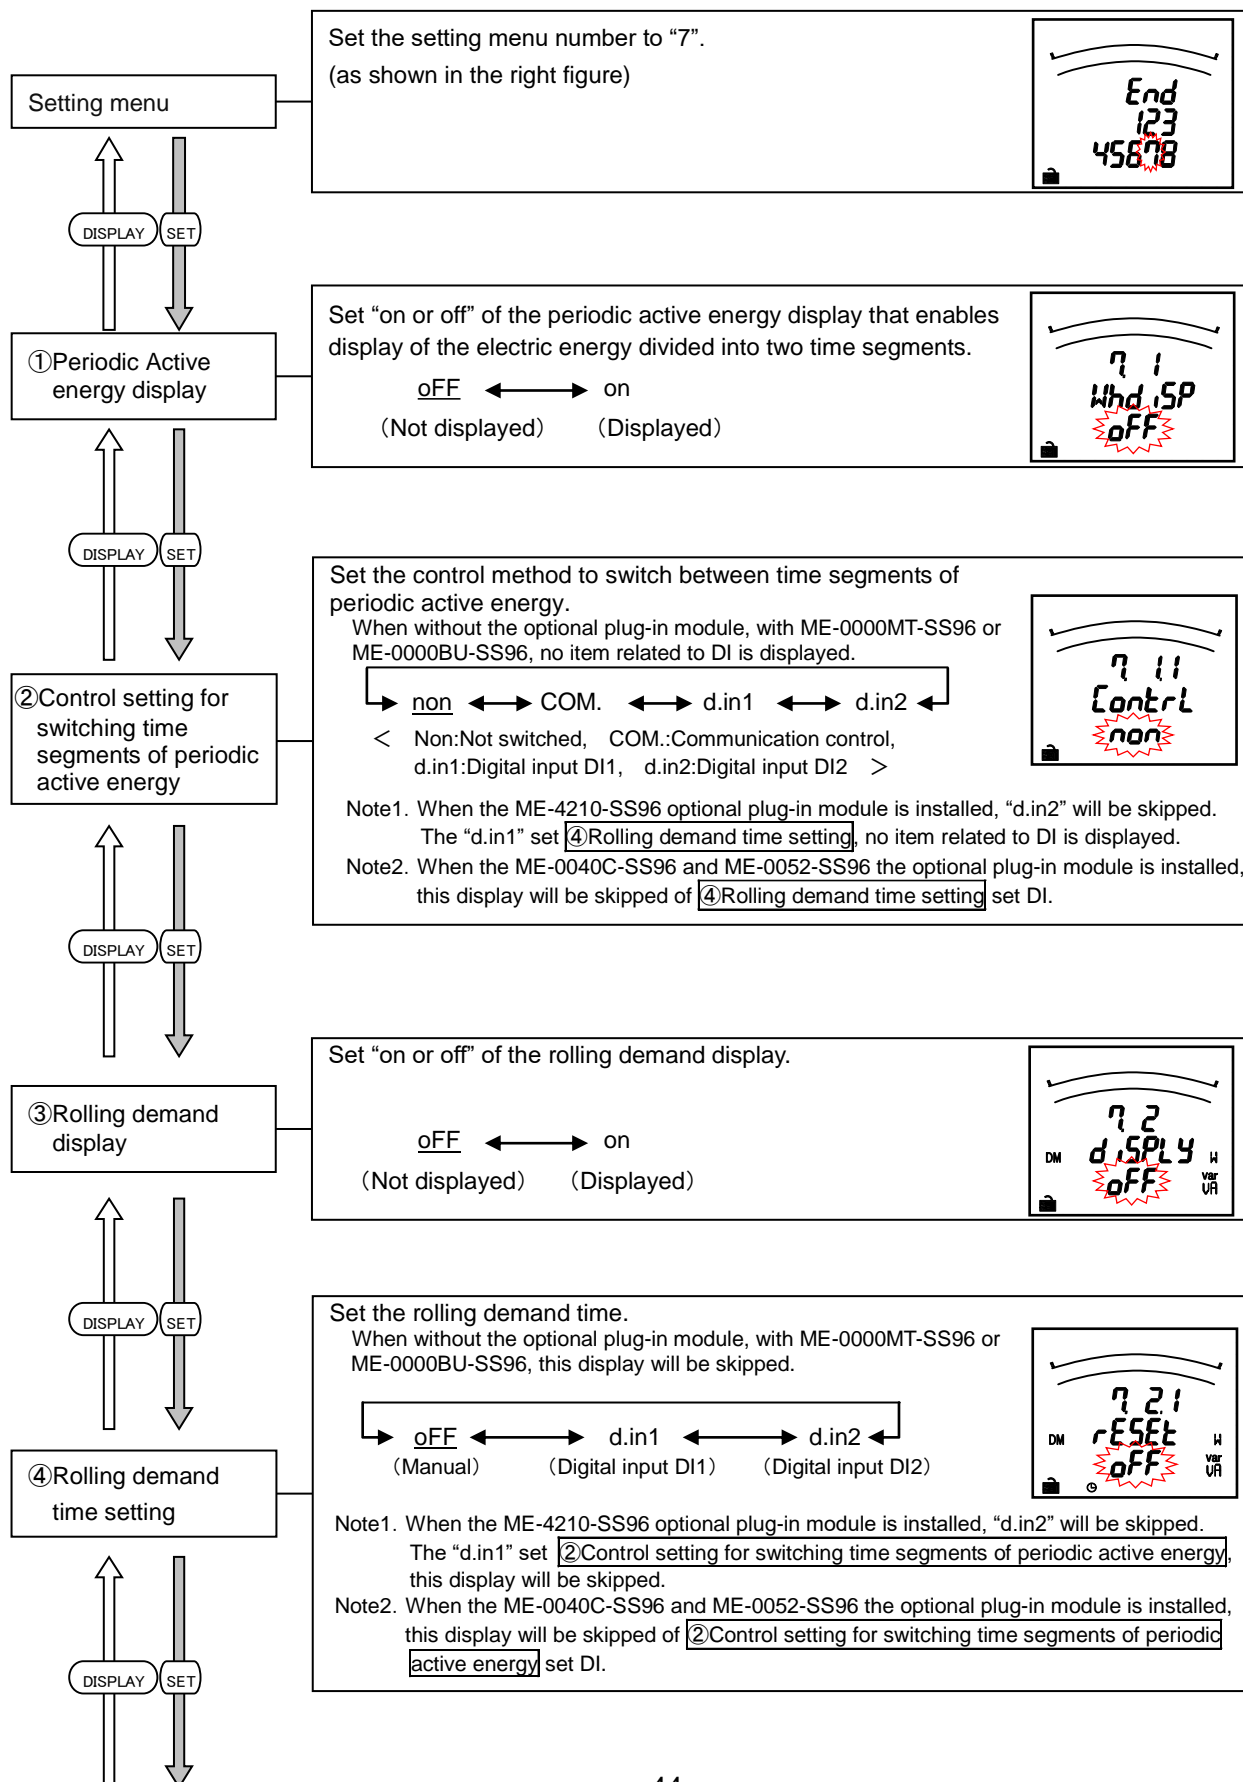 Setting menu
Set the setting menu number to “7”.
(as shown in the right figure)
End
123
45678
DISPLAY SET
①Periodic Active
energy display
Set “on or off” of the periodic active energy display that enables
display of the electric energy divided into two time segments.
oFF on
(Not displayed) (Displayed)
7. 1
Whd.iSP
oFF
DISPLAY SET
②Control setting for
switching time
segments of periodic
active energy
Set the control method to switch between time segments of
periodic active energy.
When without the optional plug-in module, with ME-0000MT-SS96 or
ME-0000BU-SS96, no item related to DI is displayed.
non COM. d.in1 d.in2
＜ Non:Not switched, COM.:Communication control,
d.in1:Digital input DI1, d.in2:Digital input DI2 ＞
Note1. When the ME-4210-SS96 optional plug-in module is installed, “d.in2” will be skipped.
The “d.in1” set ④Rolling demand time setting, no item related to DI is displayed.
Note2. When the ME-0040C-SS96 and ME-0052-SS96 the optional plug-in module is installed,
this display will be skipped of ④Rolling demand time setting set DI.
7. 1.1
ContrL
non
DISPLAY SET
③Rolling demand
display
Set “on or off” of the rolling demand display.
oFF on
(Not displayed) (Displayed)
7. 2
DM d.iSPLY W
oFF var
VA
DISPLAY SET
④Rolling demand
time setting
Set the rolling demand time.
When without the optional plug-in module, with ME-0000MT-SS96 or
ME-0000BU-SS96, this display will be skipped.
oFF d.in1 d.in2
(Manual) (Digital input DI1) (Digital input DI2)
Note1. When the ME-4210-SS96 optional plug-in module is installed, “d.in2” will be skipped.
The “d.in1” set ②Control setting for switching time segments of periodic active energy,
this display will be skipped.
Note2. When the ME-0040C-SS96 and ME-0052-SS96 the optional plug-in module is installed,
this display will be skipped of ②Control setting for switching time segments of periodic
active energy set DI.
7. 2.1
DM rESEt W
oFF var
VA
DISPLAY SET